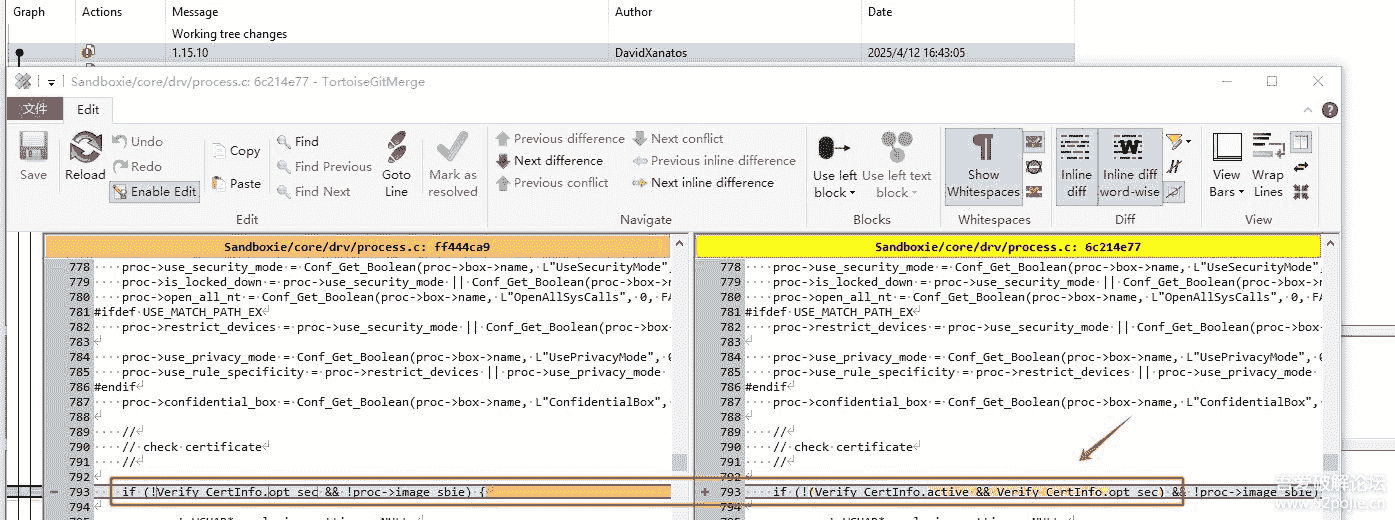 Graph Actions Message Author Date
Working tree changes
1.15.10 DavidXanatos 2025/4/12 16:43:05
Sandboxie/core/drv/process.c: 6c214e77 - TortoiseGitMerge
文件 Edit
Save
Reload
Undo
Redo
Enable Edit
Copy
Paste
Find
Find Previous
Find Next
Goto Line
Mark as resolved
Edit
Previous difference
Next difference
Previous conflict
Next conflict
Previous inline difference
Next inline difference
Navigate
Use left block
Use left text block
Blocks
Show Whitespaces
Whitespaces
Inline diff
Inline diff word-wise
Diff
View Bars
Wrap Lines
View
Sandboxie/core/drv/process.c: ff444ca9
778 ····proc->use_security_mode·=·Conf_Get_Boolean(proc->box->name,·L"UseSecurityMode",
779 ····proc->is_locked_down·=·proc->use_security_mode·||·Conf_Get_Boolean(proc->box
780 ····proc->open_all_nt·=·Conf_Get_Boolean(proc->box->name,·L"OpenAllSysCalls",·0,·FA
781 #ifdef·USE_MATCH_PATH_EX
782 ····proc->restrict_devices·=·proc->use_security_mode·||·Conf_Get_Boolean(proc->box
783
784 ····proc->use_privacy_mode·=·Conf_Get_Boolean(proc->box->name,·L"UsePrivacyMode",·
785 ····proc->use_rule_specificity·=·proc->restrict_devices·||·proc->use_privacy_mode
786 #endif
787 ····proc->confidential_box·=·Conf_Get_Boolean(proc->box->name,·L"ConfidentialBox",
788
789 ····//
790 ····//·check·certificate
791 ····//
792
793 ····if·(!Verify_CertInfo.opt_sec·&&·!proc->image_sbie)·{
794
Sandboxie/core/drv/process.c: 6c214e77
778 ····proc->use_security_mode·=·Conf_Get_Boolean(proc->box->name,·L"UseSecurityMode",
779 ····proc->is_locked_down·=·proc->use_security_mode·||·Conf_Get_Boolean(proc->box
780 ····proc->open_all_nt·=·Conf_Get_Boolean(proc->box->name,·L"OpenAllSysCalls",·0,·FA
781 #ifdef·USE_MATCH_PATH_EX
782 ····proc->restrict_devices·=·proc->use_security_mode·||·Conf_Get_Boolean(proc->box
783
784 ····proc->use_privacy_mode·=·Conf_Get_Boolean(proc->box->name,·L"UsePrivacyMode",·
785 ····proc->use_rule_specificity·=·proc->restrict_devices·||·proc->use_privacy_mode
786 #endif
787 ····proc->confidential_box·=·Conf_Get_Boolean(proc->box->name,·L"ConfidentialBox",
788
789 ····//
790 ····//·check·certificate
791 ····//
792
793 ····if·(!(Verify_CertInfo.active·&&·Verify_CertInfo.opt_sec)·&&·!proc->image_sbie)
794
吾爱破解论坛
www.52pojie.cn